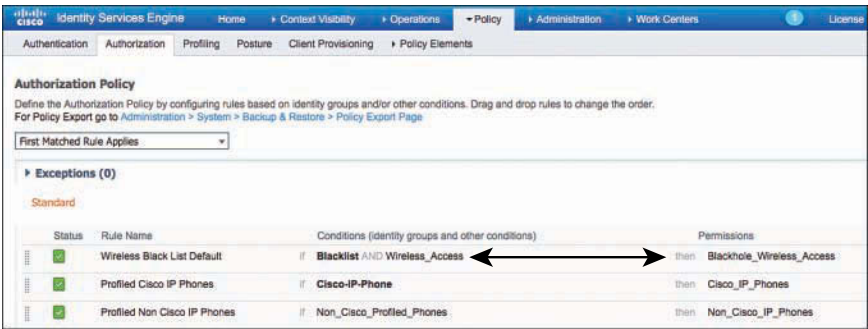 CISCO Identity Services Engine Home Context Visibility Operations Policy Administration Work Centers 1 License
Authentication Authorization Profiling Posture Client Provisioning Policy Elements
Authorization Policy
Define the Authorization Policy by configuring rules based on identity groups and/or other conditions. Drag and drop rules to change the order.
For Policy Export go to Administration > System > Backup & Restore > Policy Export Page
First Matched Rule Applies
Exceptions (0)
Standard
Status Rule Name Conditions (identity groups and other conditions) Permissions
Wireless Black List Default if Blacklist AND Wireless_Access then Blackhole_Wireless_Access
Profiled Cisco IP Phones if Cisco-IP-Phone then Cisco_IP_Phones
Profiled Non Cisco IP Phones if Non_Cisco_Profiled_Phones then Non_Cisco_IP_Phones